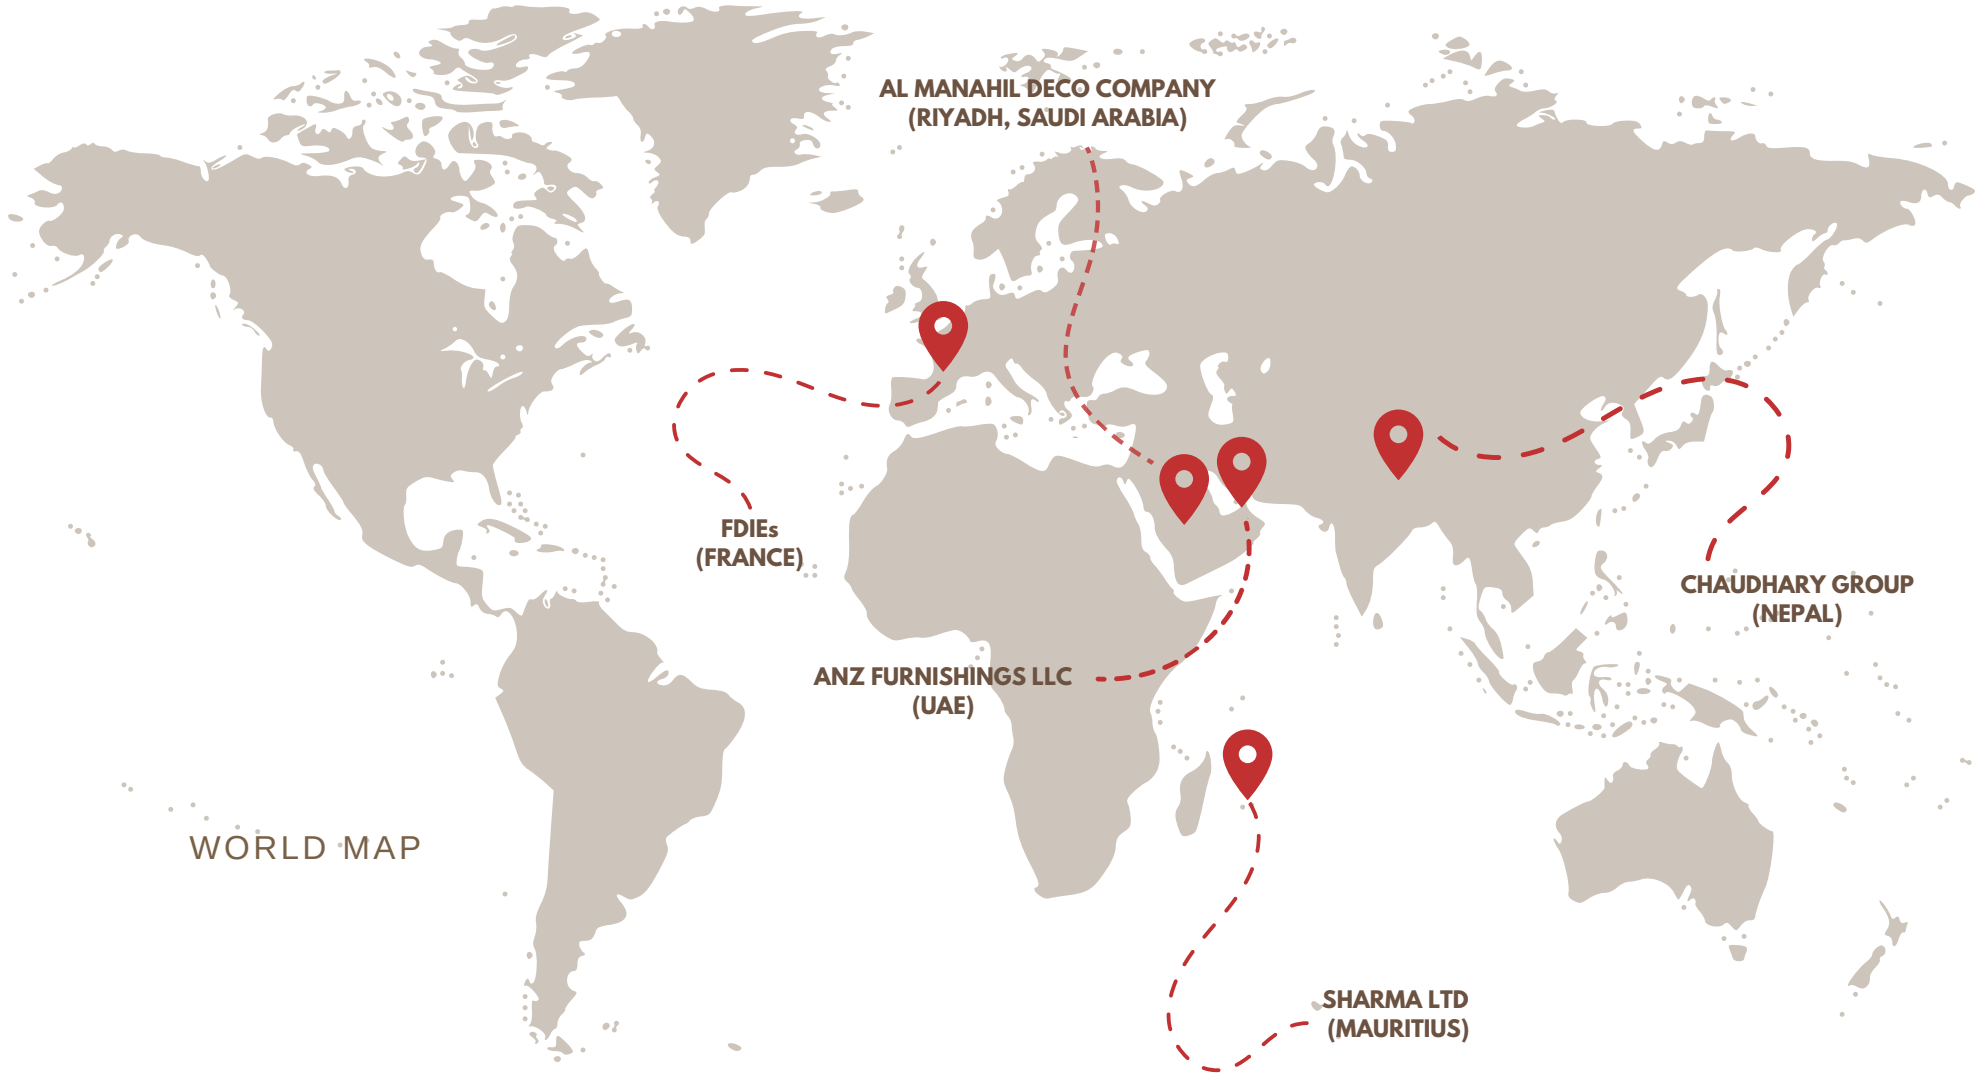 AL MANAHIL DECO COMPANY
(RIYADH, SAUDI ARABIA)
FDIEs
(FRANCE)
CHAUDHARY GROUP
(NEPAL)
ANZ FURNISHINGS LLC
(UAE)
WORLD MAP
SHARMA LTD
(MAURITIUS)